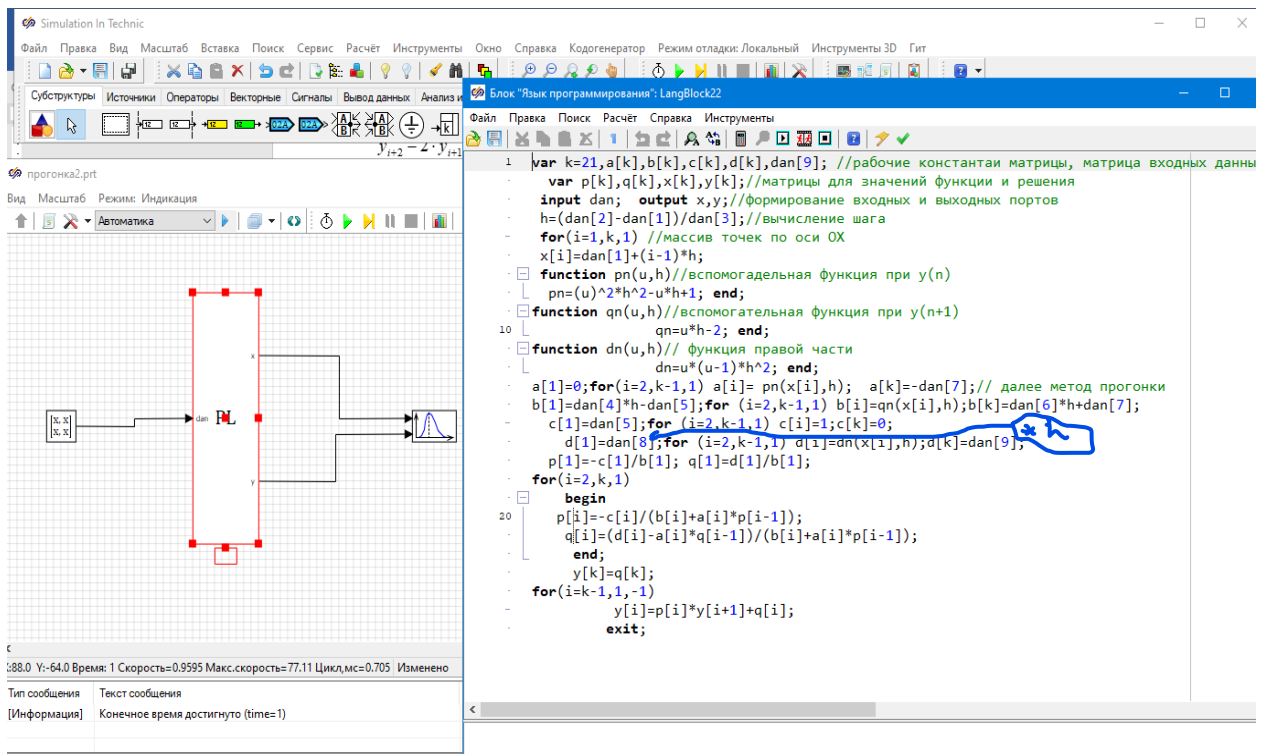 Simulation In Technic
Файл Правка Вид Масштаб Вставка Поиск Сервис Расчёт Инструменты Окно Справка Кодогенератор Режим отладки: Локальный Инструменты 3D Гит
Субструктуры Источники Операторы Векторные Сигналы Вывод данных Анализ и
y i+2 − 2 · y i+1
прогонка2.prt
Вид Масштаб Режим: Индикация
Автоматика
x
dan PL
[x, x]
[x, x]
y
:88.0 Y:-64.0 Время: 1 Скорость=0.9595 Макс.скорость=77.11 Цикл,мс=0.705 Изменено
Тип сообщения Текст сообщения
[Информация] Конечное время достигнуто (time=1)
Блок "Язык программирования": LangBlock22
Файл Правка Поиск Расчёт Справка Инструменты
1 var k=21,a[k],b[k],c[k],d[k],dan[9]; //рабочие константаи матрицы, матрица входных данны
var p[k],q[k],x[k],y[k];//матрицы для значений функции и решения
input dan; output x,y;//формирование входных и выходных портов
h=(dan[2]-dan[1])/dan[3];//вычисление шага
for(i=1,k,1) //массив точек по оси ОХ
x[i]=dan[1]+(i-1)*h;
function pn(u,h)//вспомогадельная функция при y(n)
pn=(u)^2*h^2-u*h+1; end;
function qn(u,h)//вспомогательная функция при y(n+1)
10 qn=u*h-2; end;
function dn(u,h)// функция правой части
dn=u*(u-1)*h^2; end;
a[1]=0;for(i=2,k-1,1) a[i]= pn(x[i],h); a[k]=-dan[7];// далее метод прогонки
b[1]=dan[4]*h-dan[5];for (i=2,k-1,1) b[i]=qn(x[i],h);b[k]=dan[6]*h+dan[7];
c[1]=dan[5];for (i=2,k-1,1) c[i]=1;c[k]=0;
* h
d[1]=dan[8];for (i=2,k-1,1) d[i]=dn(x[i],h);d[k]=dan[9];
p[1]=-c[1]/b[1]; q[1]=d[1]/b[1];
for(i=2,k,1)
begin
20 p[i]=-c[i]/(b[i]+a[i]*p[i-1]);
q[i]=(d[i]-a[i]*q[i-1])/(b[i]+a[i]*p[i-1]);
end;
y[k]=q[k];
for(i=k-1,1,-1)
y[i]=p[i]*y[i+1]+q[i];
exit;